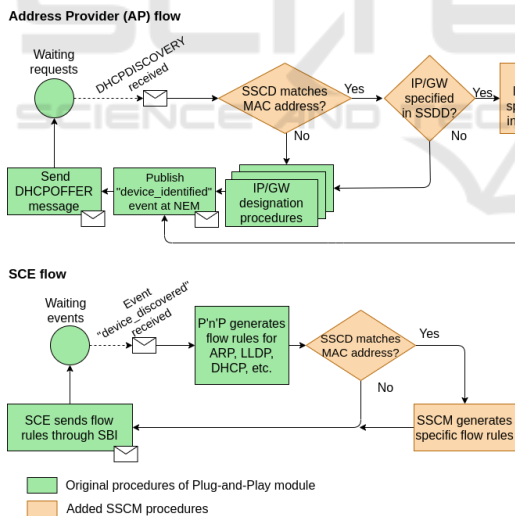 Address Provider (AP) flow
Waiting
requests
DHCPDISCOVERY
received
SSCD matches
MAC address?
Yes
No
IP/GW
specified
in SSDD?
Yes
No
Send
DHCPOFFER
message
Publish
"device_identified"
event at NEM
IP/GW
designation
procedures
SCIENCE AND
SCE flow
Waiting
events
Event
"device_discovered"
received
P'n'P generates
flow rules for
ARP, LLDP,
DHCP, etc.
SSCD matches
MAC address?
Yes
No
SCE sends flow
rules through SBI
SSCM generates
specific flow rules
Original procedures of Plug-and-Play module
Added SSCM procedures